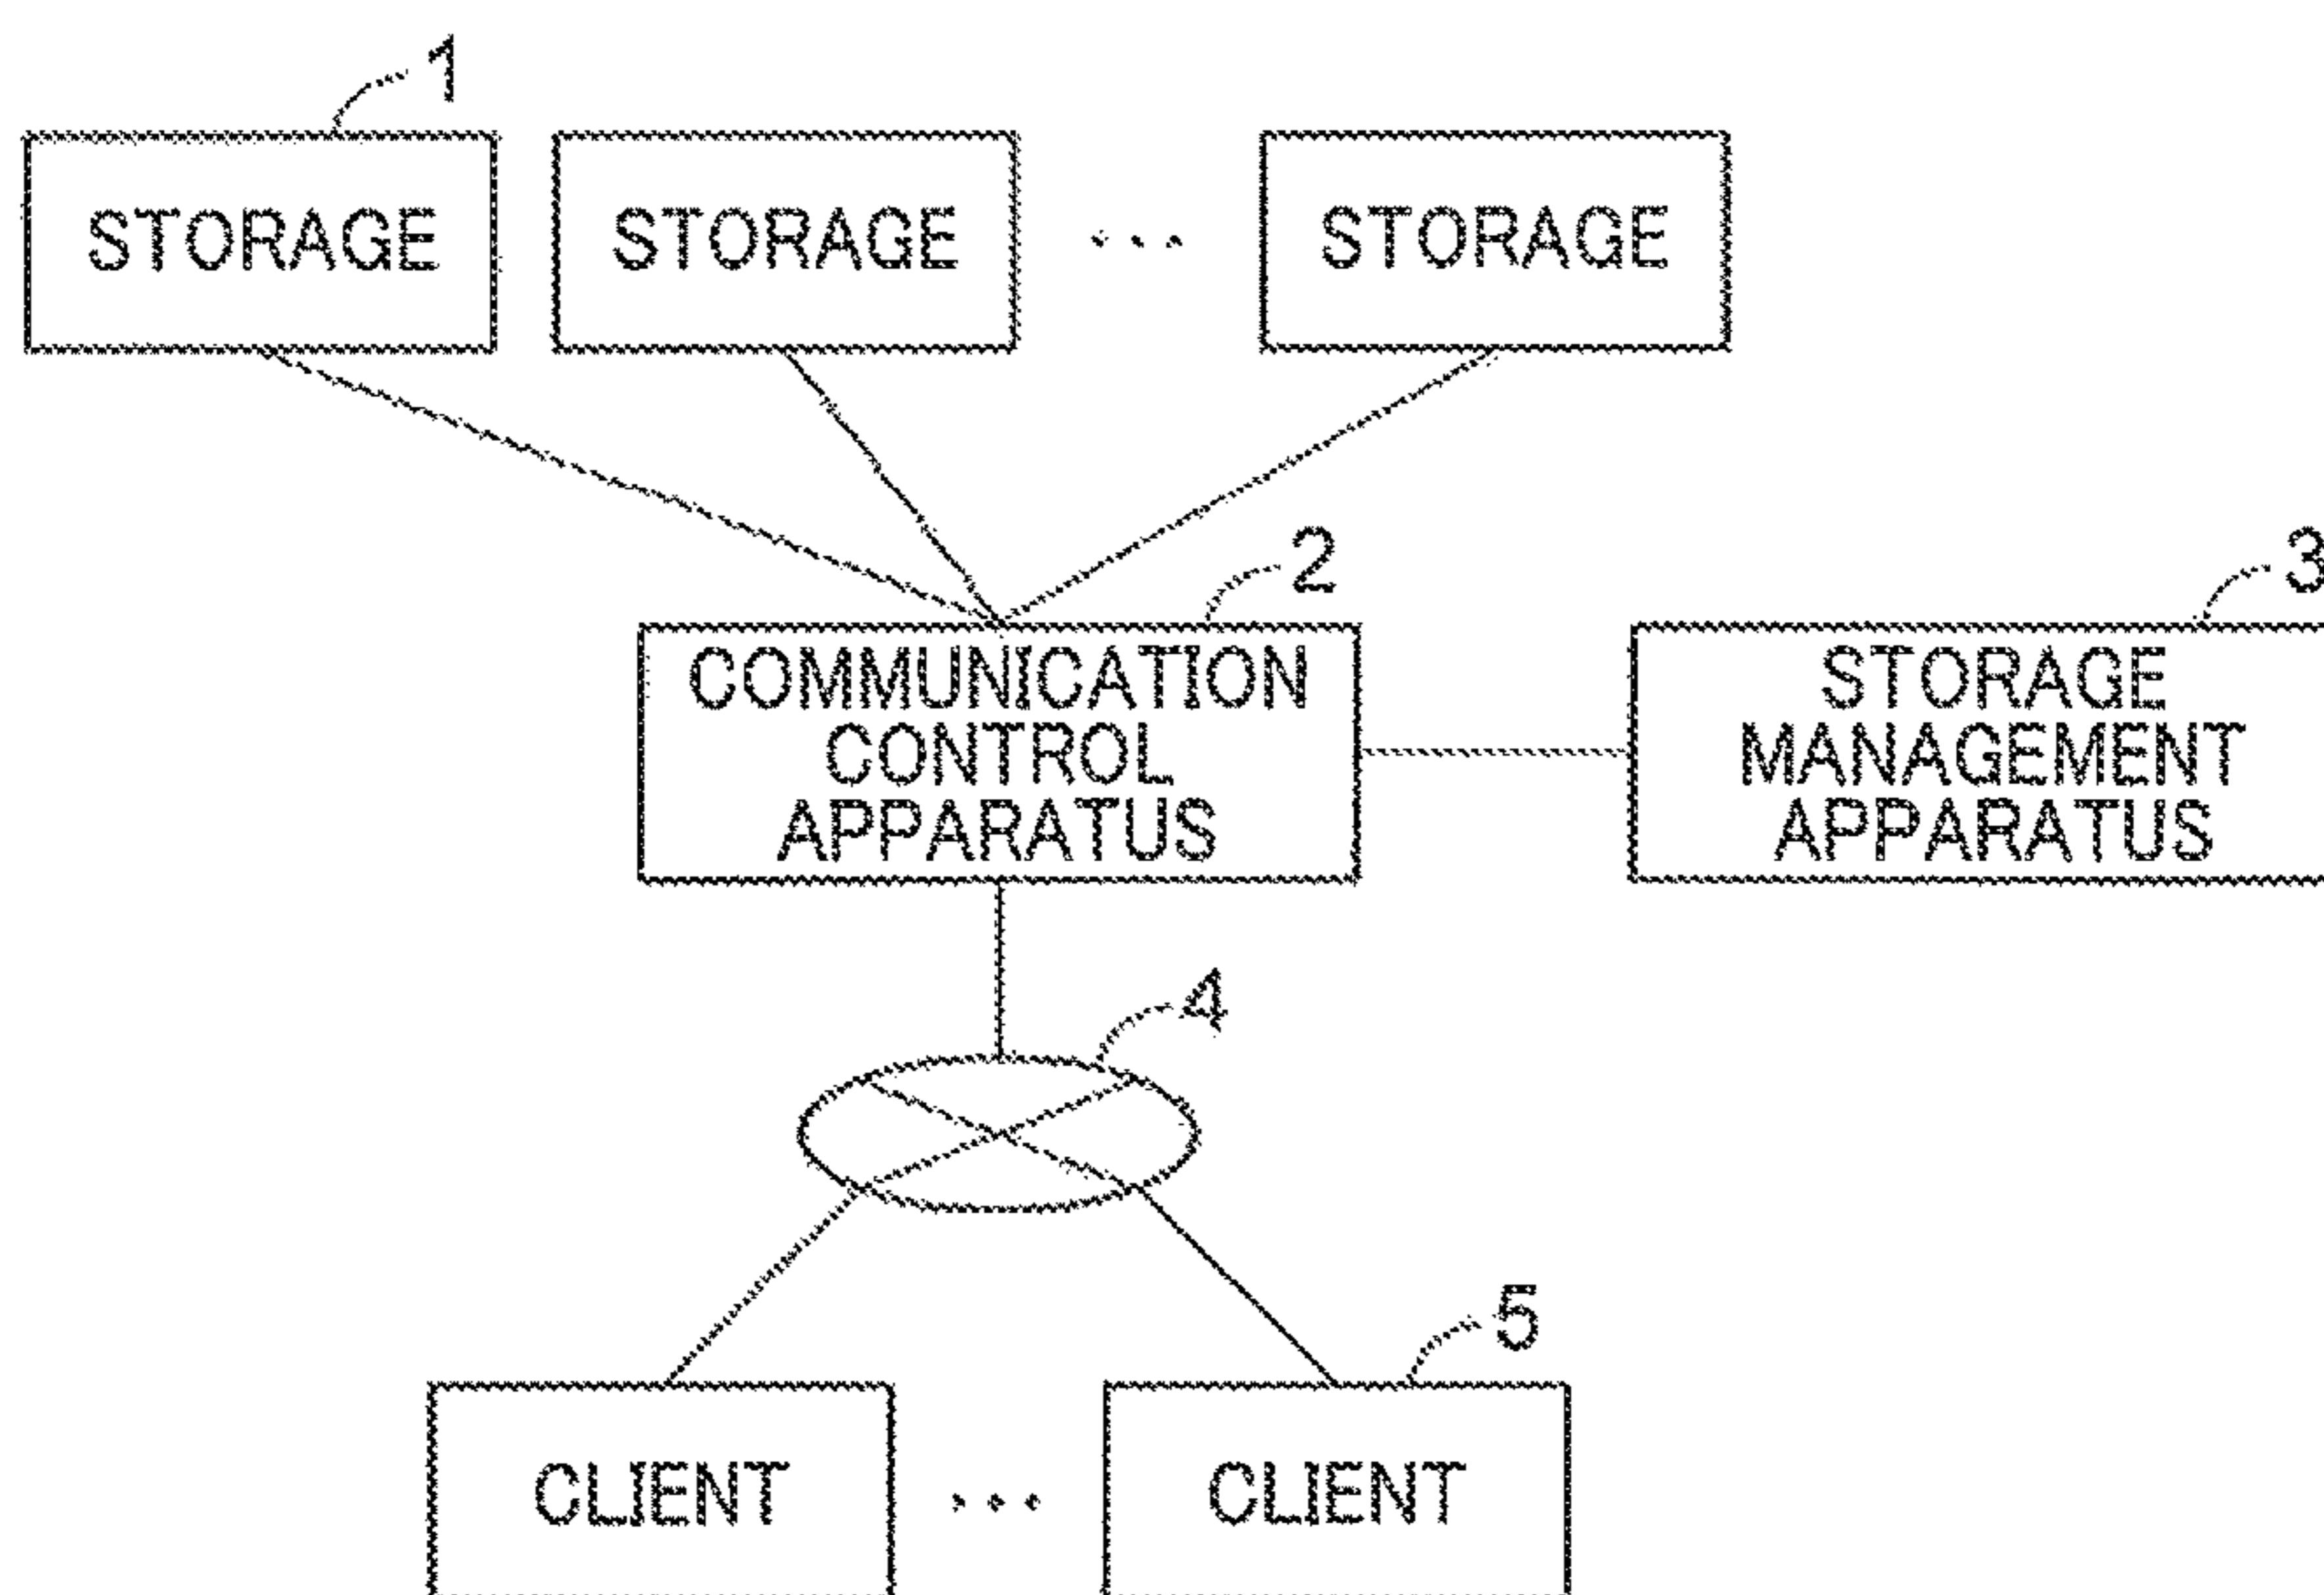 1
STORAGE STORAGE ... STORAGE
2
3
COMMUNICATION
CONTROL
APPARATUS
STORAGE
MANAGEMENT
APPARATUS
4
5
CLIENT ... CLIENT